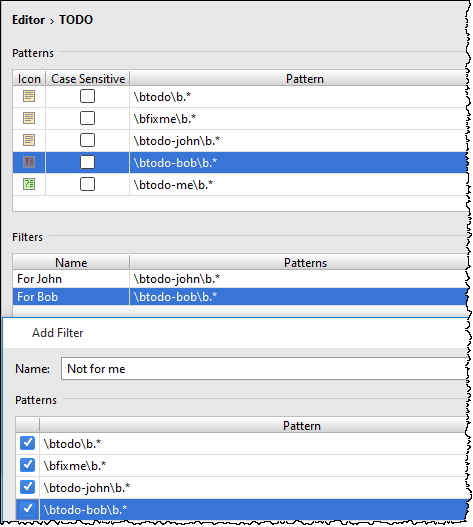 Editor › TODO
Patterns
Icon Case Sensitive Pattern
\btodo\b.*
\bfixme\b.*
\btodo-john\b.*
\btodo-bob\b.*
\btodo-me\b.*
Filters
Name Patterns
For John \btodo-john\b.*
For Bob \btodo-bob\b.*
Add Filter
Name: Not for me
Patterns
Pattern
\btodo\b.*
\bfixme\b.*
\btodo-john\b.*
\btodo-bob\b.*